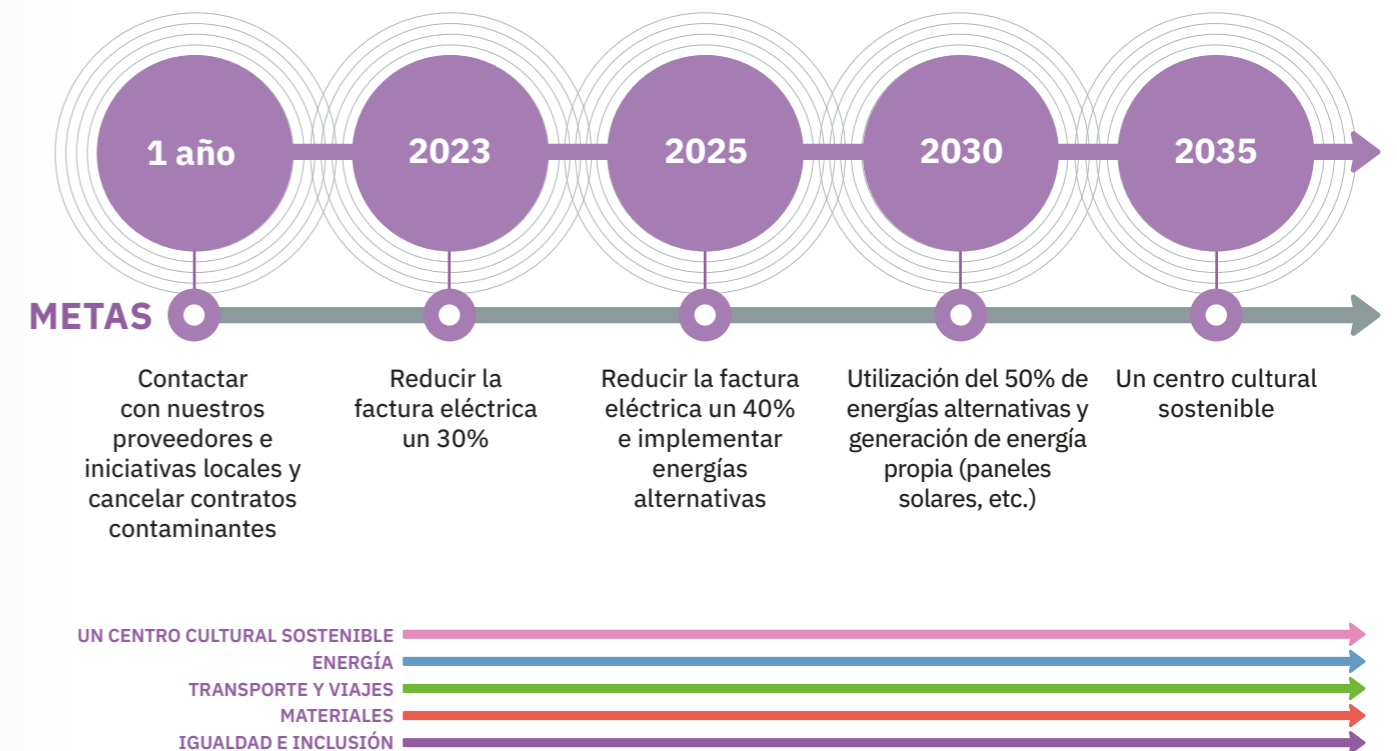 1 año
2023
2025
2030
2035
METAS
Contactar
con nuestros
proveedores e
iniciativas locales y
cancelar contratos
contaminantes
Reducir la
factura eléctrica
un 30%
Reducir la factura
eléctrica un 40%
e implementar
energías
alternativas
Utilización del 50% de
energías alternativas y
generación de energía
propia (paneles
solares, etc.)
Un centro cultural
sostenible
UN CENTRO CULTURAL SOSTENIBLE
ENERGÍA
TRANSPORTE Y VIAJES
MATERIALES
IGUALDAD E INCLUSIÓN